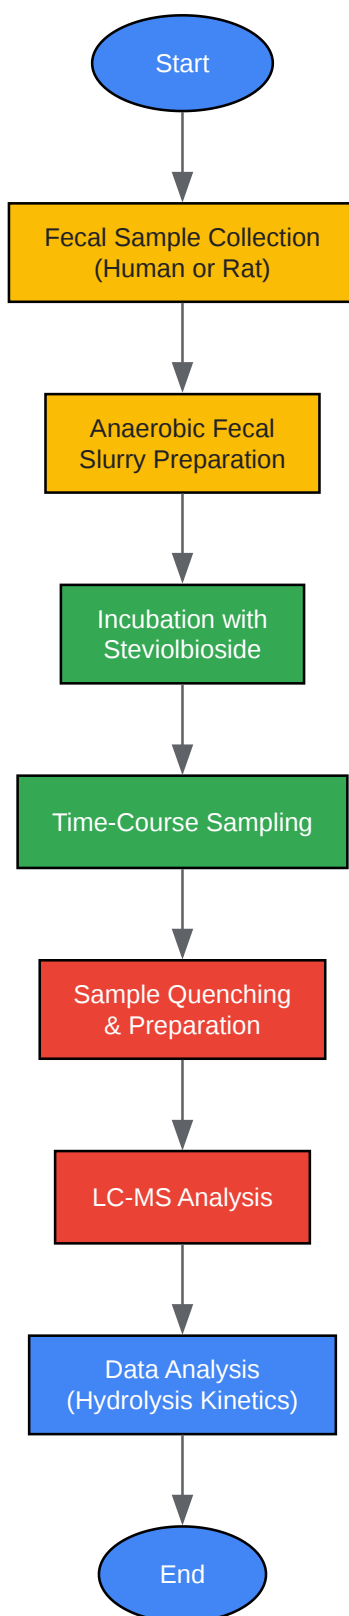 Start
Fecal Sample Collection
(Human or Rat)
Anaerobic Fecal
Slurry Preparation
Incubation with
Steviolbioside
Time-Course Sampling
Sample Quenching
& Preparation
LC-MS Analysis
Data Analysis
(Hydrolysis Kinetics)
End